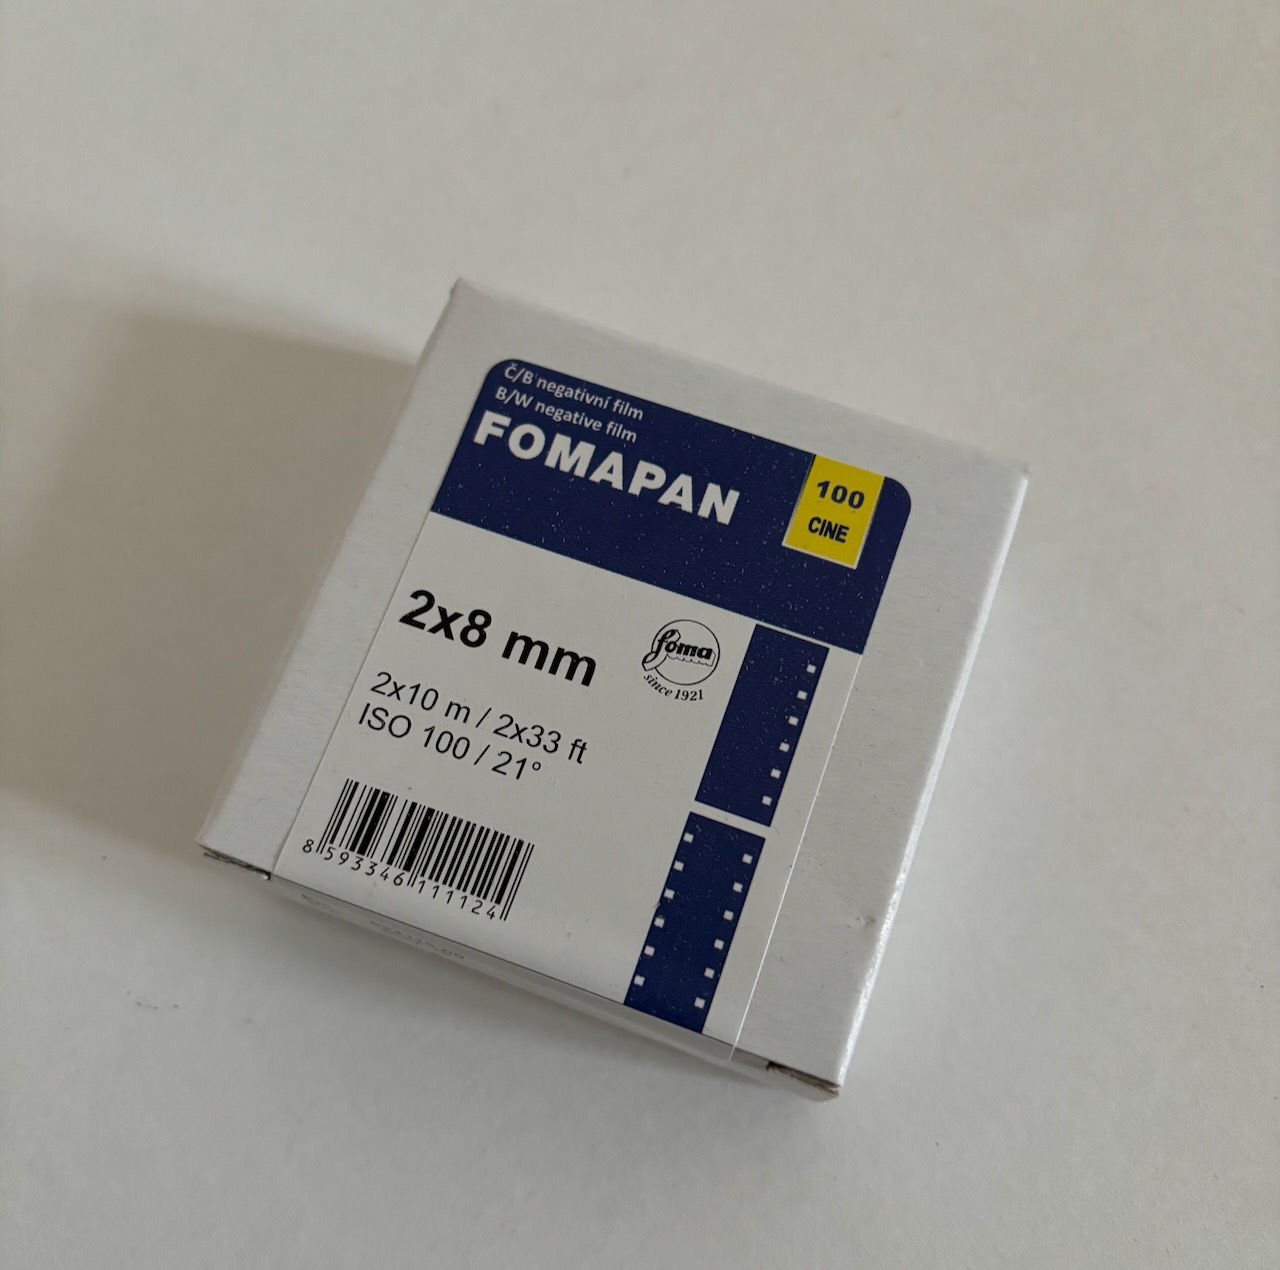 Č/B negativní film
B/W negative film
FOMAPAN
100
CINE
2x8 mm
foma
since 1921
2x10 m / 2x33 ft
ISO 100 / 21°
8 593346 111124